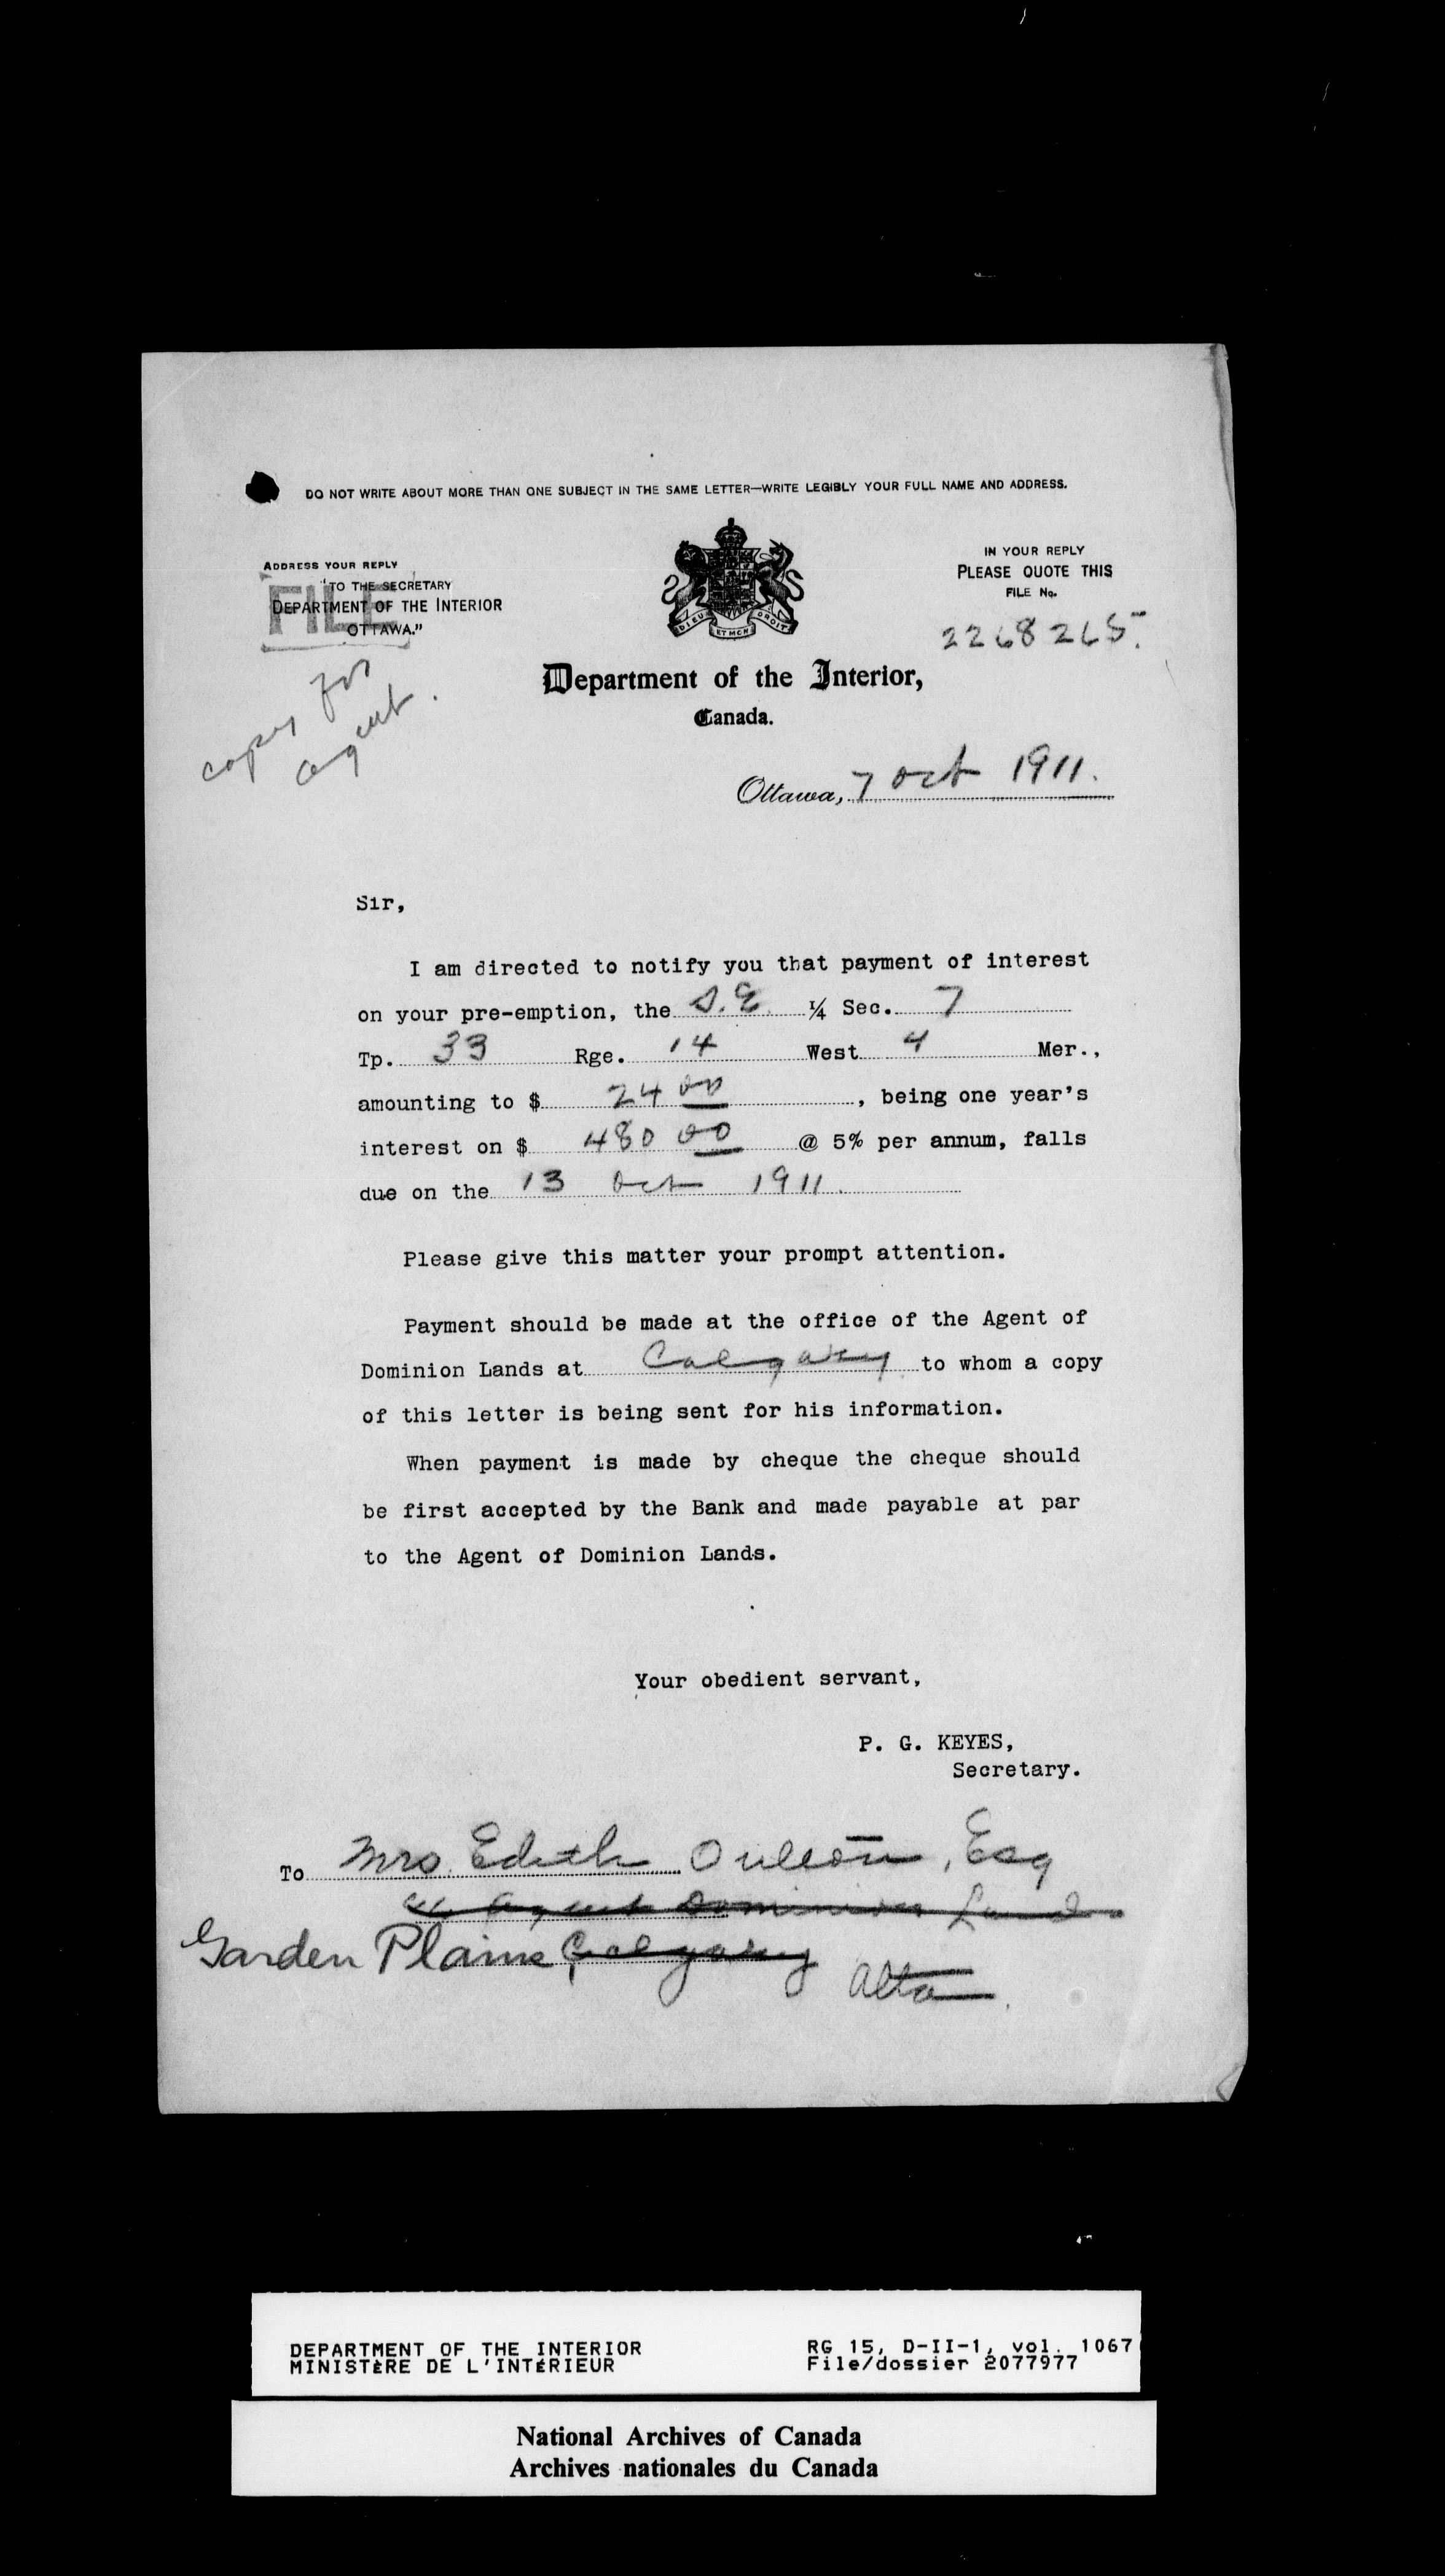 DO NOT WRITE ABOUT MORE THAN ONE SUBJECT IN THE SAME LETTER—WRITE LEGIBLY YOUR FULL NAME AND ADDRESS.
ADDRESS YOUR REPLY
"TO THE SECRETARY
DEPARTMENT OF THE INTERIOR
OTTAWA."
FILE
copy for
agent.
DIEU ET MON DROIT
IN YOUR REPLY
PLEASE QUOTE THIS
FILE No.
2268265.
Department of the Interior,
Canada.
Ottawa, 7 Oct 1911.
Sir,
I am directed to notify you that payment of interest
on your pre-emption, the S.E. ¼ Sec. 7
Tp. 33 Rge. 14 West 4 Mer.,
amounting to $ 24 00, being one year's
interest on $ 480 00 @ 5% per annum, falls
due on the 13 Oct 1911.
Please give this matter your prompt attention.
Payment should be made at the office of the Agent of
Dominion Lands at Calgary to whom a copy
of this letter is being sent for his information.
When payment is made by cheque the cheque should
be first accepted by the Bank and made payable at par
to the Agent of Dominion Lands.
Your obedient servant,
P. G. KEYES,
Secretary.
To Mrs. Edith , Esq
Agent Dominion Lands
Garden Plains, Calgary Alta.
DEPARTMENT OF THE INTERIOR
MINISTÈRE DE L'INTÉRIEUR
RG 15, D-II-1, vol. 1067
File/dossier 2077977
National Archives of Canada
Archives nationales du Canada